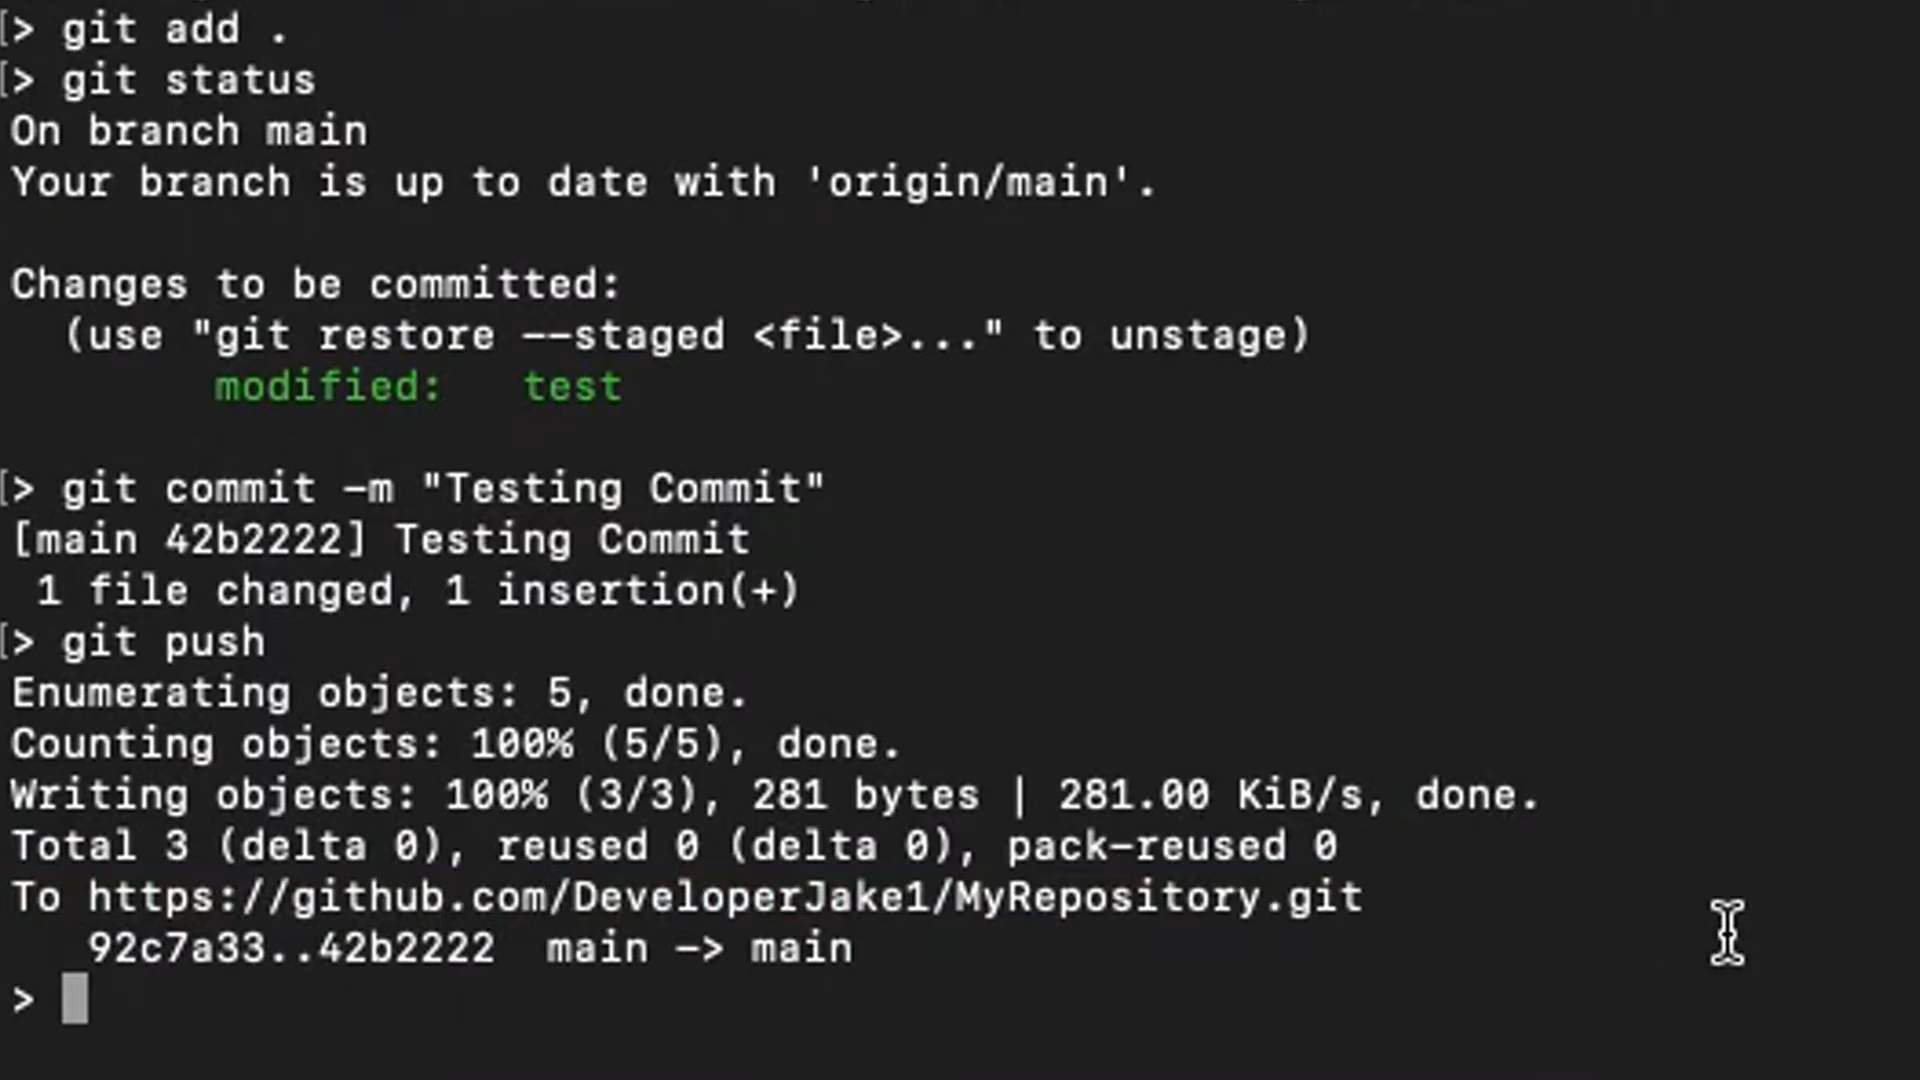 [> git add .
[> git status
On branch main
Your branch is up to date with 'origin/main'.
Changes to be committed:
(use "git restore --staged <file>..." to unstage)
modified: test
[> git commit -m "Testing Commit"
[main 42b2222] Testing Commit
1 file changed, 1 insertion(+)
[> git push
Enumerating objects: 5, done.
Counting objects: 100% (5/5), done.
Writing objects: 100% (3/3), 281 bytes | 281.00 KiB/s, done.
Total 3 (delta 0), reused 0 (delta 0), pack-reused 0
To https://github.com/DeveloperJake1/MyRepository.git
92c7a33..42b2222 main -> main
>